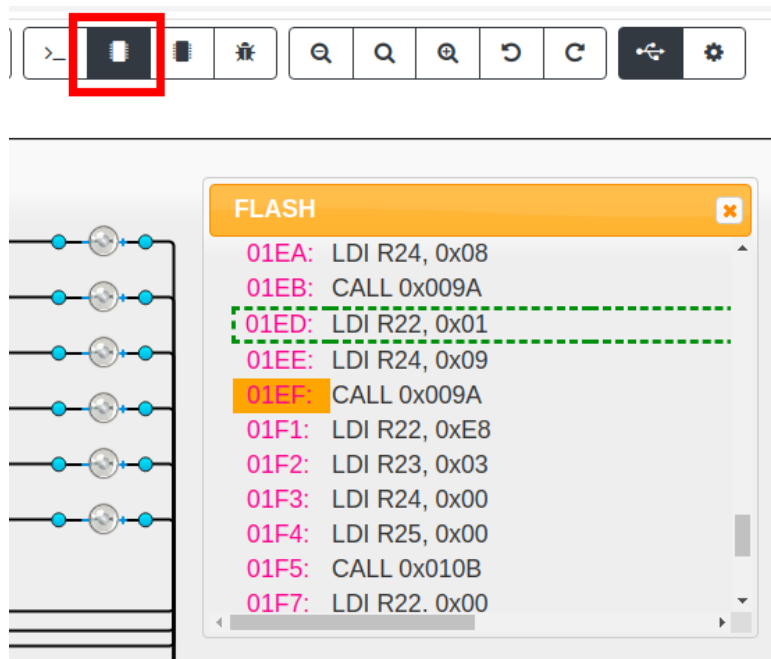 >_
FLASH
01EA: LDI R24, 0x08
01EB: CALL 0x009A
01ED: LDI R22, 0x01
01EE: LDI R24, 0x09
01EF: CALL 0x009A
01F1: LDI R22, 0xE8
01F2: LDI R23, 0x03
01F3: LDI R24, 0x00
01F4: LDI R25, 0x00
01F5: CALL 0x010B
01F7: LDI R22, 0x00